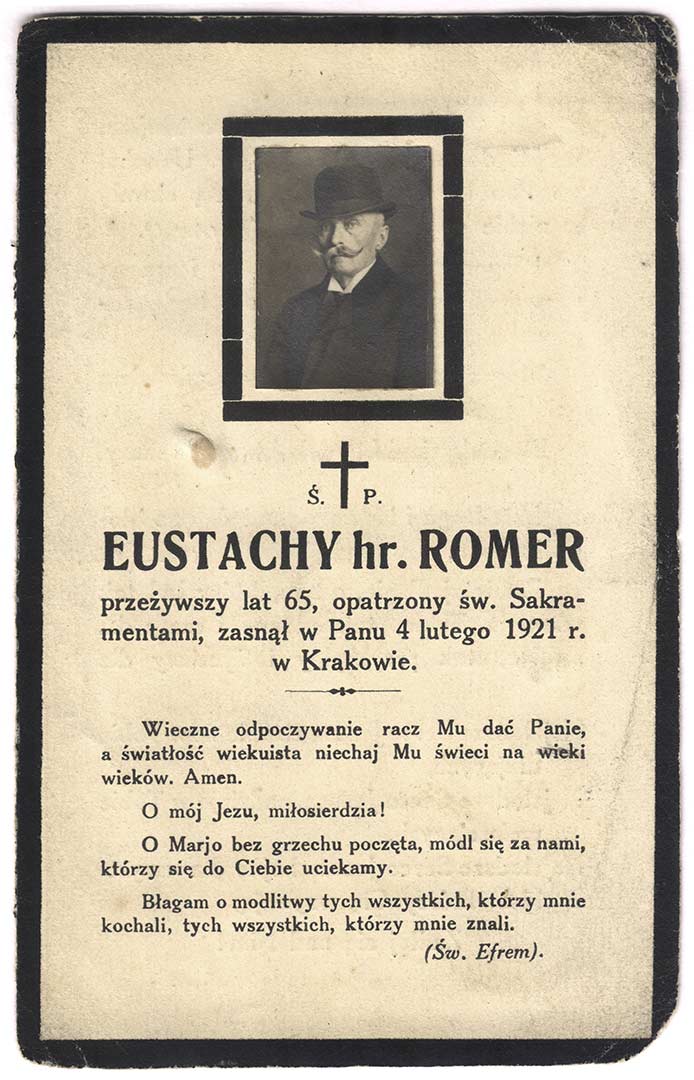 Ś. P.
EUSTACHY hr. ROMER
przeżywszy lat 65, opatrzony św. Sakra-
mentami, zasnął w Panu 4 lutego 1921 r.
w Krakowie.
Wieczne odpoczywanie racz Mu dać Panie,
a światłość wiekuista niechaj Mu świeci na wieki
wieków. Amen.
O mój Jezu, miłosierdzia!
O Marjo bez grzechu poczęta, módl się za nami,
którzy się do Ciebie uciekamy.
Błagam o modlitwy tych wszystkich, którzy mnie
kochali, tych wszystkich, którzy mnie znali.
(Św. Efrem).